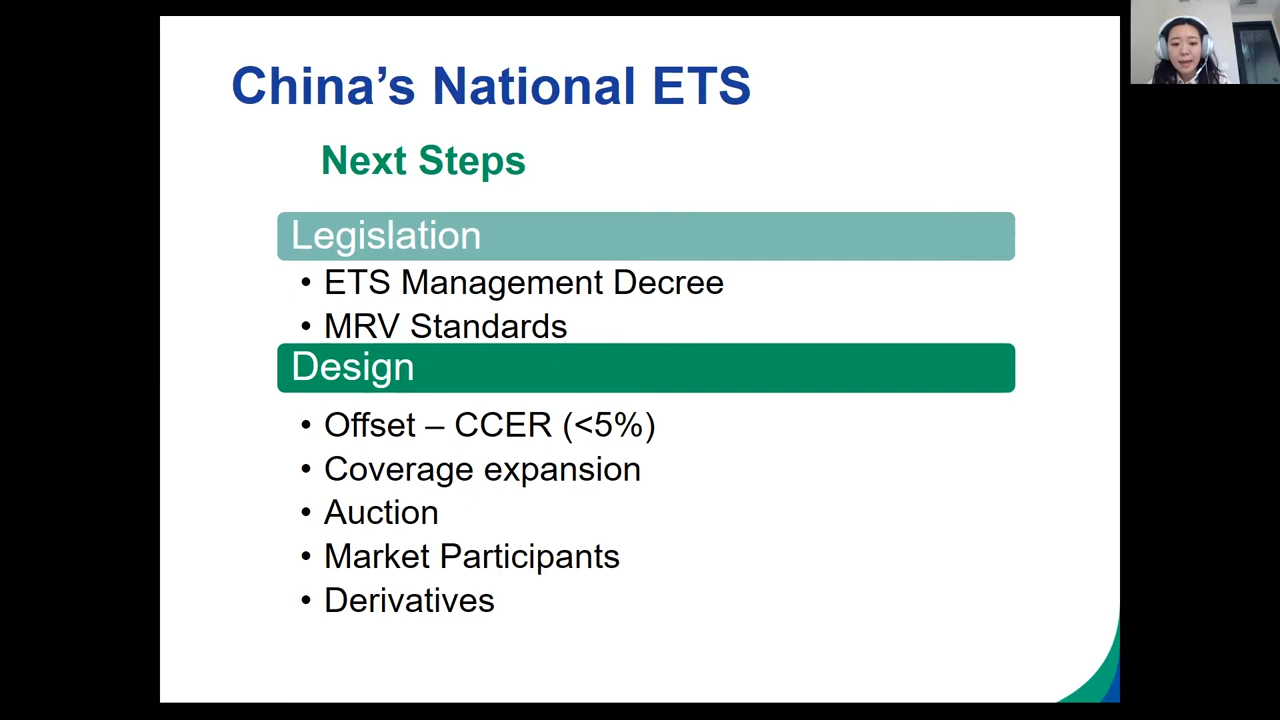 China’s National ETS
Next Steps
Legislation
• ETS Management Decree
• MRV Standards
Design
• Offset – CCER (<5%)
• Coverage expansion
• Auction
• Market Participants
• Derivatives